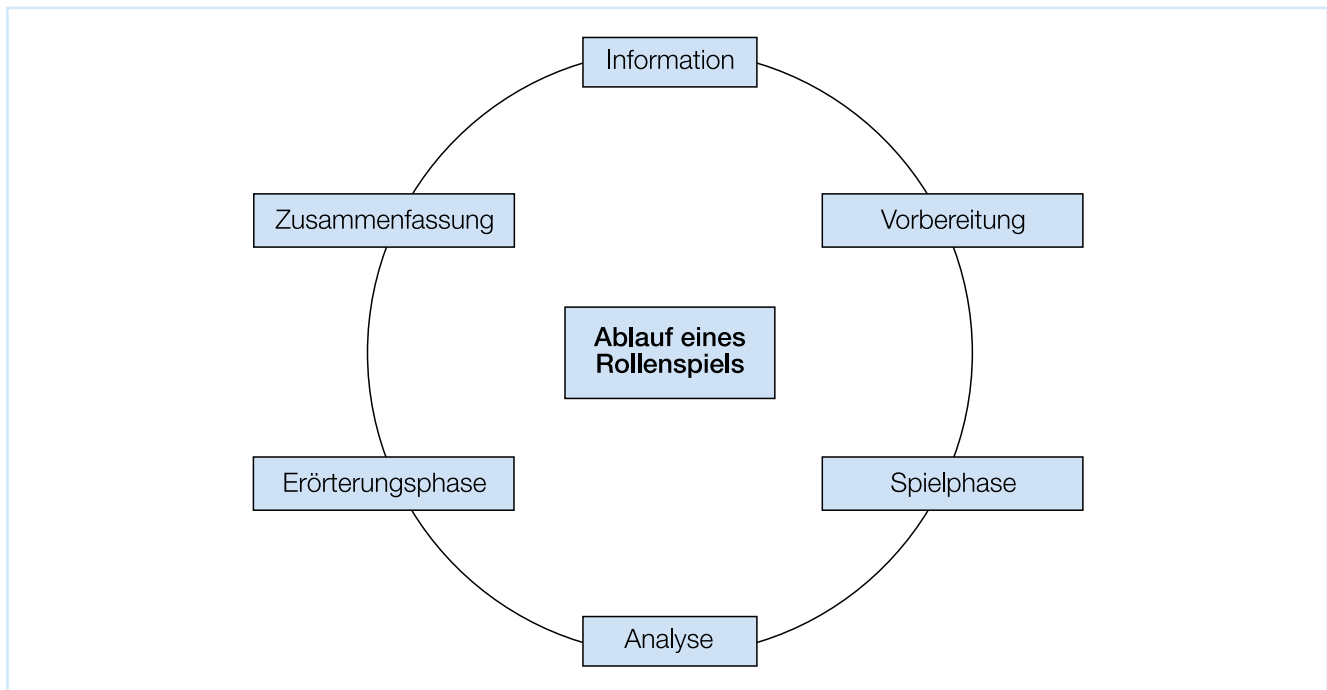 Information
Zusammenfassung
Vorbereitung
Ablauf eines
Rollenspiels
Erörterungsphase
Spielphase
Analyse